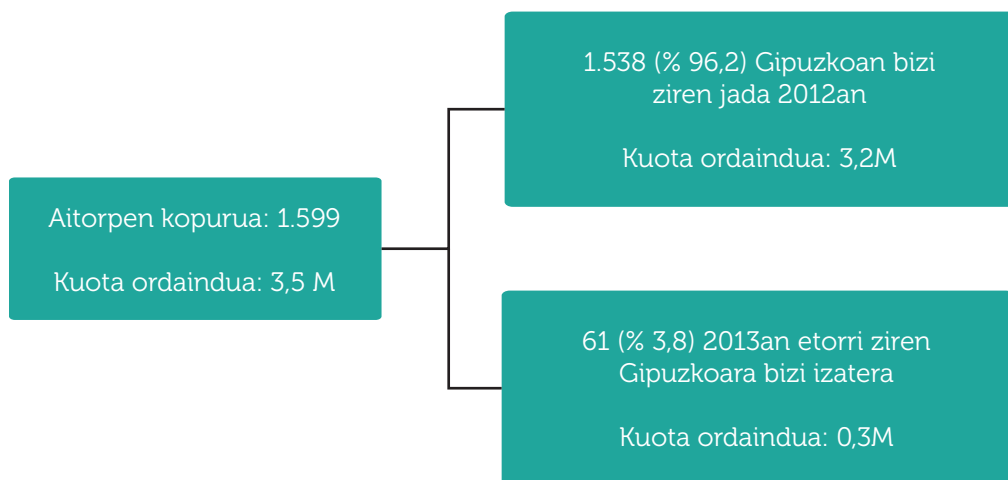 1.538 (% 96,2) Gipuzkoan bizi
ziren jada 2012an
Kuota ordaindua: 3,2M
Aitorpen kopurua: 1.599
Kuota ordaindua: 3,5 M
61 (% 3,8) 2013an etorri ziren
Gipuzkoara bizi izatera
Kuota ordaindua: 0,3M